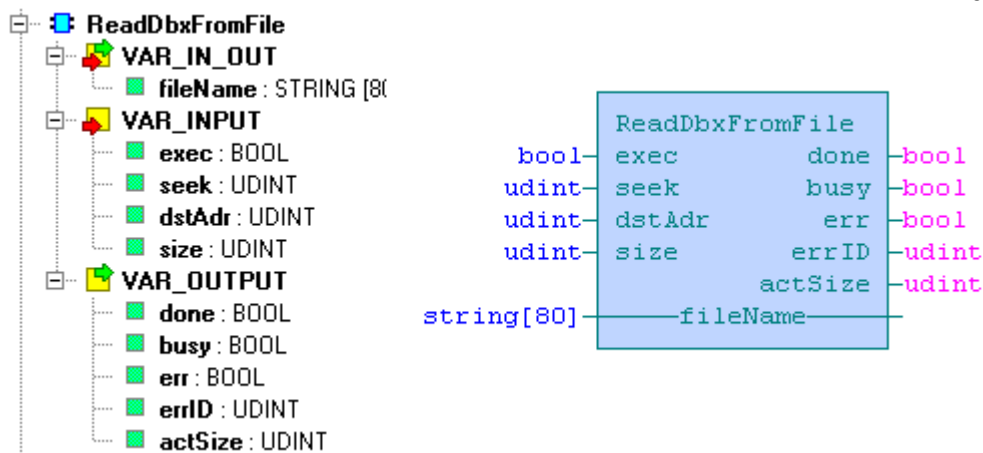 ReadDbxFromFile
VAR_IN_OUT
fileName : STRING [8(
VAR_INPUT
exec : BOOL
seek : UDINT
dstAdr : UDINT
size : UDINT
VAR_OUTPUT
done : BOOL
busy : BOOL
err : BOOL
errID : UDINT
actSize : UDINT
ReadDbxFromFile
bool exec done bool
udint seek busy bool
udint dstAdr err bool
udint size errID udint
actSize udint
string[80] fileName